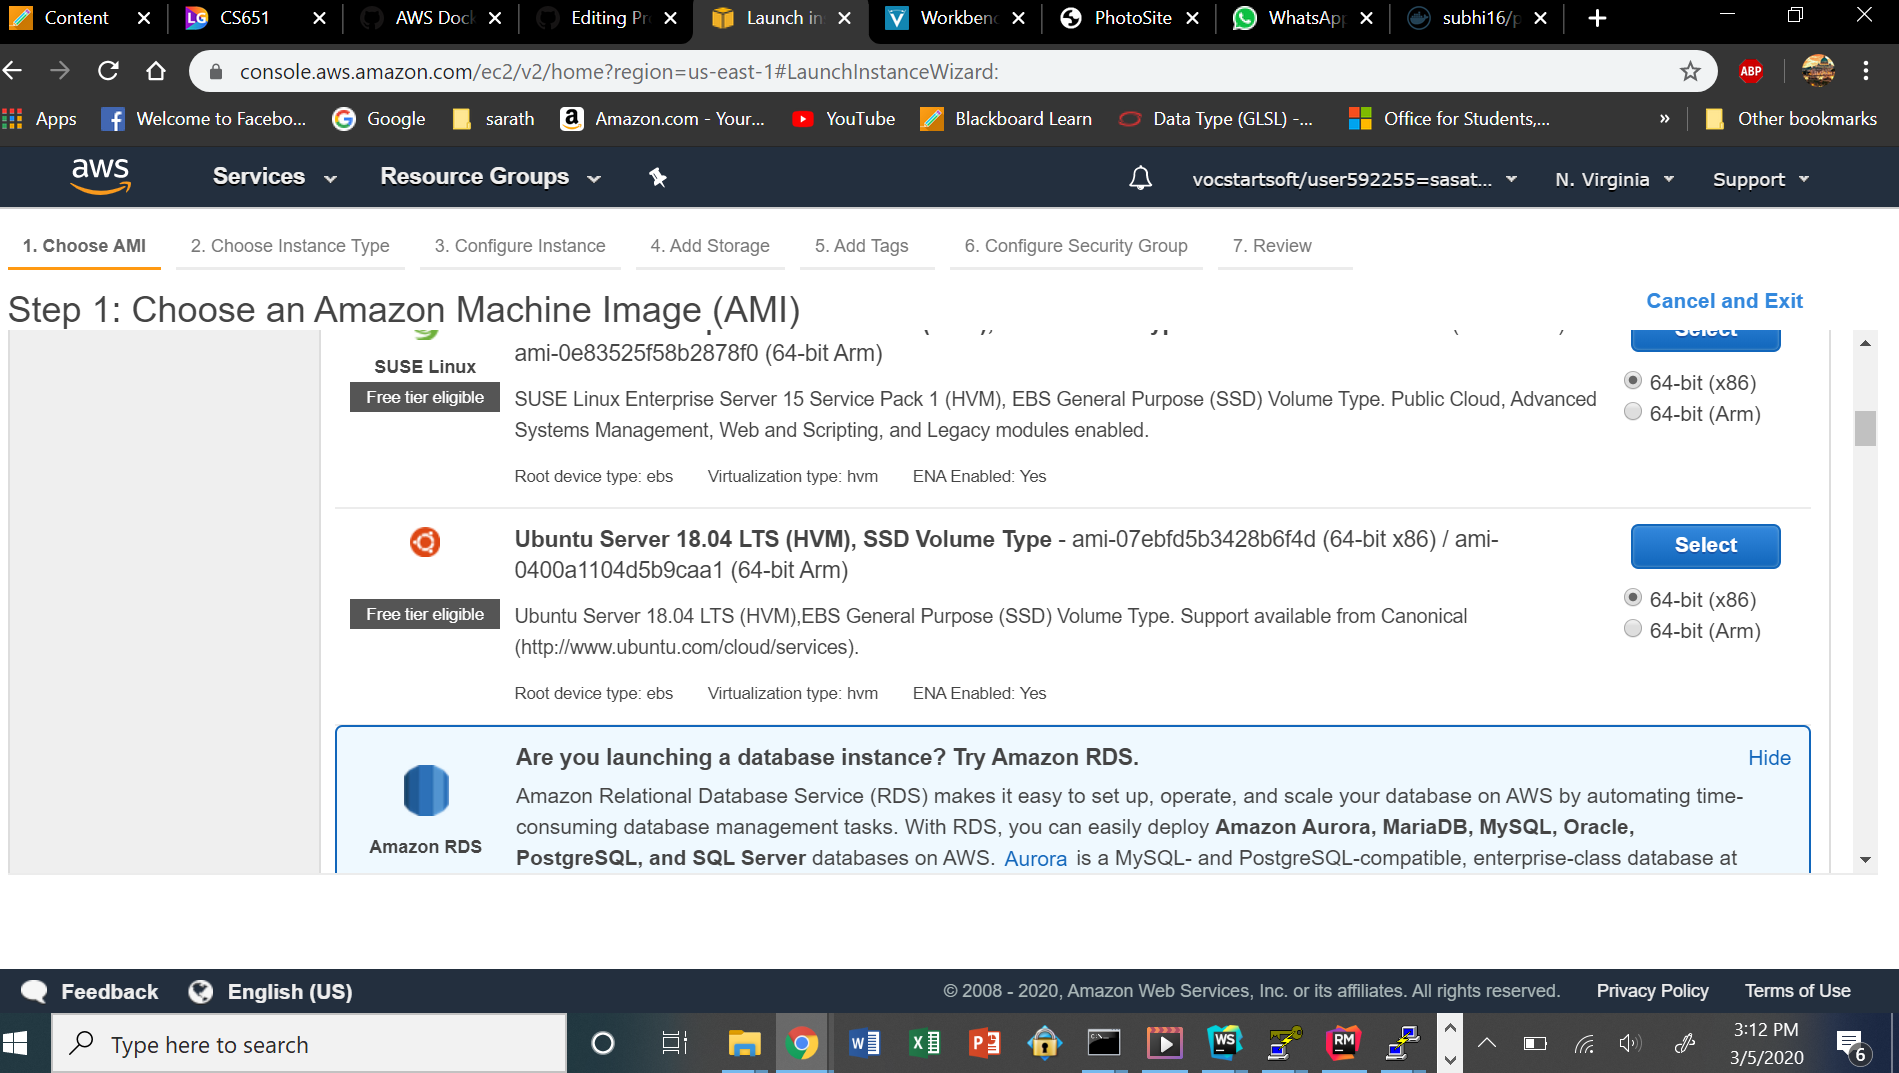 Content
CS651
AWS Doc
Editing Pr
Launch in
Workben
PhotoSite
WhatsApp
subhi16/p
console.aws.amazon.com/ec2/v2/home?region=us-east-1#LaunchInstanceWizard:
ABP
Apps
Welcome to Facebo...
Google
sarath
Amazon.com - Your...
YouTube
Blackboard Learn
Data Type (GLSL) -...
Office for Students,...
»
Other bookmarks
aws
Services
Resource Groups
vocstartsoft/user592255=sasat...
N. Virginia
Support
1. Choose AMI
2. Choose Instance Type
3. Configure Instance
4. Add Storage
5. Add Tags
6. Configure Security Group
7. Review
Step 1: Choose an Amazon Machine Image (AMI)
Cancel and Exit
SUSE Linux
Free tier eligible
ami-0e83525f58b2878f0 (64-bit Arm)
SUSE Linux Enterprise Server 15 Service Pack 1 (HVM), EBS General Purpose (SSD) Volume Type. Public Cloud, Advanced
Systems Management, Web and Scripting, and Legacy modules enabled.
Root device type: ebs
Virtualization type: hvm
ENA Enabled: Yes
Select
64-bit (x86)
64-bit (Arm)
Ubuntu Server 18.04 LTS (HVM), SSD Volume Type - ami-07ebfd5b3428b6f4d (64-bit x86) / ami-
0400a1104d5b9caa1 (64-bit Arm)
Free tier eligible
Ubuntu Server 18.04 LTS (HVM),EBS General Purpose (SSD) Volume Type. Support available from Canonical
(http://www.ubuntu.com/cloud/services).
Root device type: ebs
Virtualization type: hvm
ENA Enabled: Yes
Select
64-bit (x86)
64-bit (Arm)
Are you launching a database instance? Try Amazon RDS.
Hide
Amazon RDS
Amazon Relational Database Service (RDS) makes it easy to set up, operate, and scale your database on AWS by automating time-
consuming database management tasks. With RDS, you can easily deploy Amazon Aurora, MariaDB, MySQL, Oracle,
PostgreSQL, and SQL Server databases on AWS. Aurora is a MySQL- and PostgreSQL-compatible, enterprise-class database at
Feedback
English (US)
© 2008 - 2020, Amazon Web Services, Inc. or its affiliates. All rights reserved.
Privacy Policy
Terms of Use
Type here to search
WS
RM
3:12 PM
3/5/2020
6